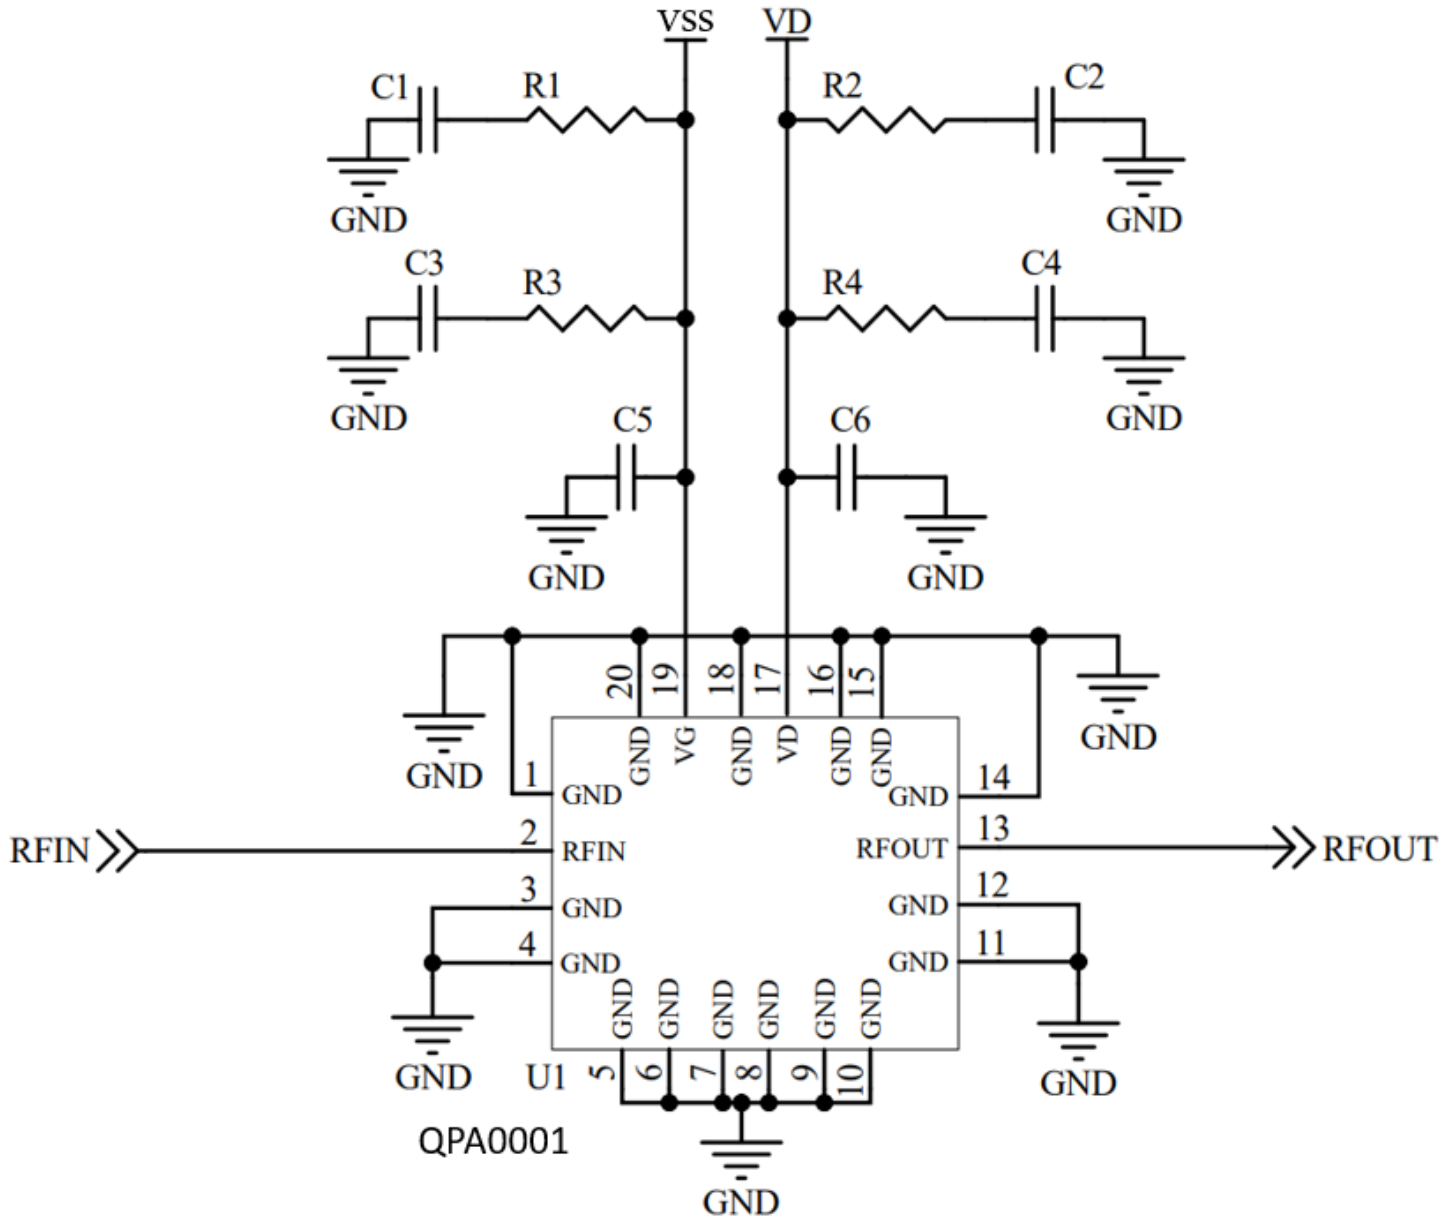 VSS VD
C1 R1 R2 C2
GND GND
C3 R3 R4 C4
GND GND
C5 C6
GND GND
20 19 18 17 16 15
GND VG GND VD GND GND
GND GND
1 GND GND 14
RFIN 2 RFIN RFOUT 13 RFOUT
3 GND GND 12
4 GND GND 11
GND GND GND GND GND GND
GND U1 5 6 7 8 9 10 GND
QPA0001
GND